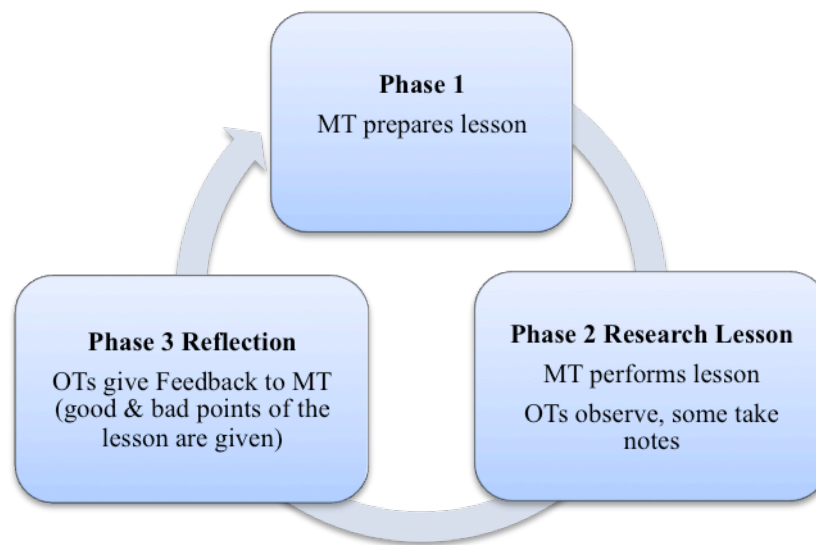 Phase 1
MT prepares lesson
Phase 2 Research Lesson
MT performs lesson
OTs observe, some take
notes
Phase 3 Reflection
OTs give Feedback to MT
(good & bad points of the
lesson are given)